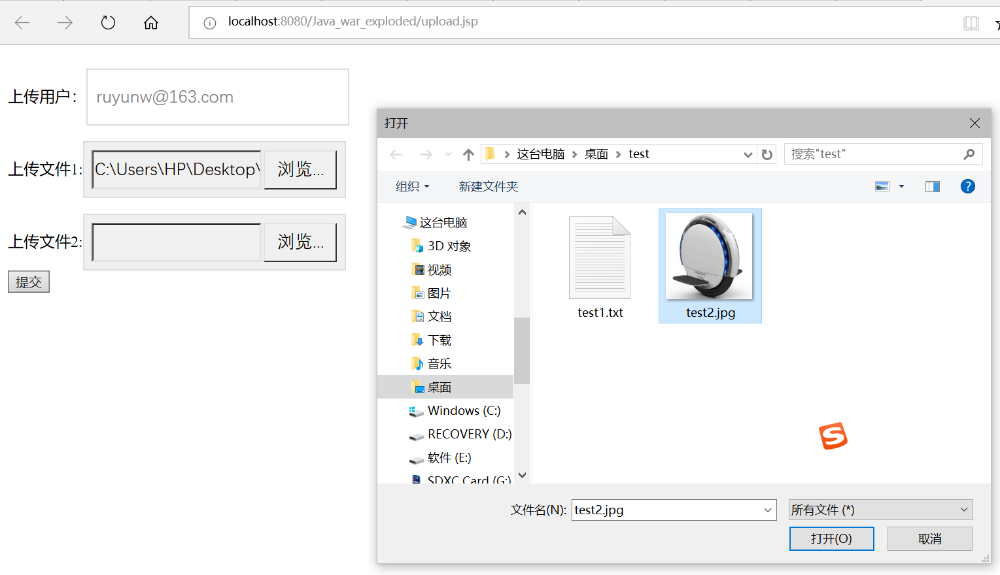 localhost:8080/Java_war_exploded/upload.jsp
上传用户：
ruyunw@163.com
上传文件1:
C:\Users\HP\Desktop\
浏览...
上传文件2:
浏览...
提交
打开
这台电脑 > 桌面 > test
搜索"test"
组织
新建文件夹
?
这台电脑
3D 对象
视频
图片
文档
下载
音乐
桌面
Windows (C:)
RECOVERY (D:)
软件 (E:)
SDXC Card (G:)
test1.txt
test2.jpg
S
文件名(N):
test2.jpg
所有文件 (*)
打开(O)
取消